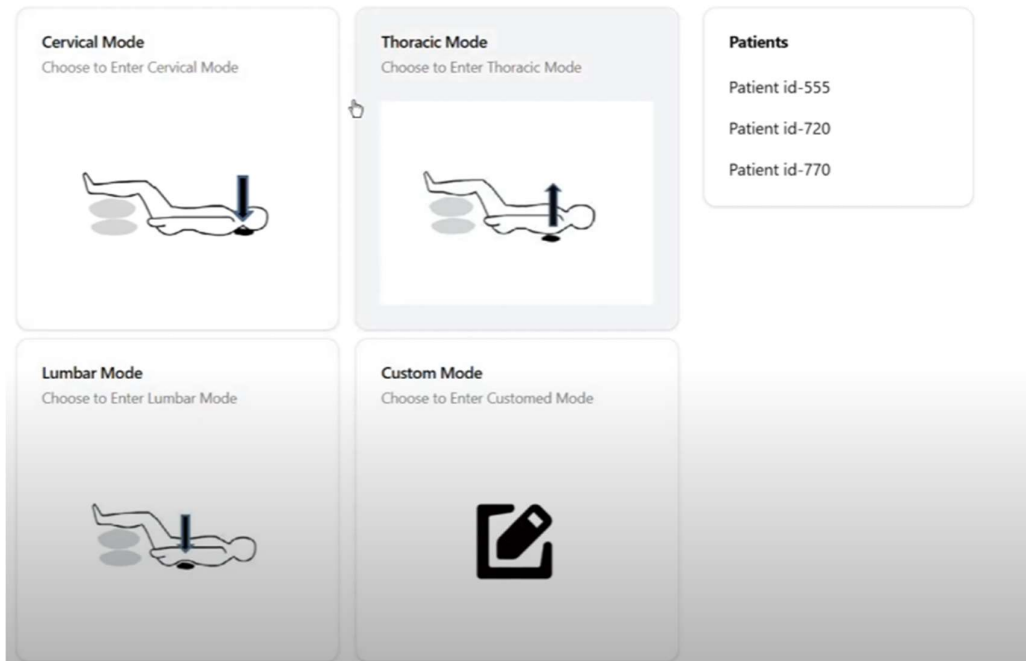 Cervical Mode
Choose to Enter Cervical Mode
Thoracic Mode
Choose to Enter Thoracic Mode
Patients
Patient id-555
Patient id-720
Patient id-770
Lumbar Mode
Choose to Enter Lumbar Mode
Custom Mode
Choose to Enter Customed Mode